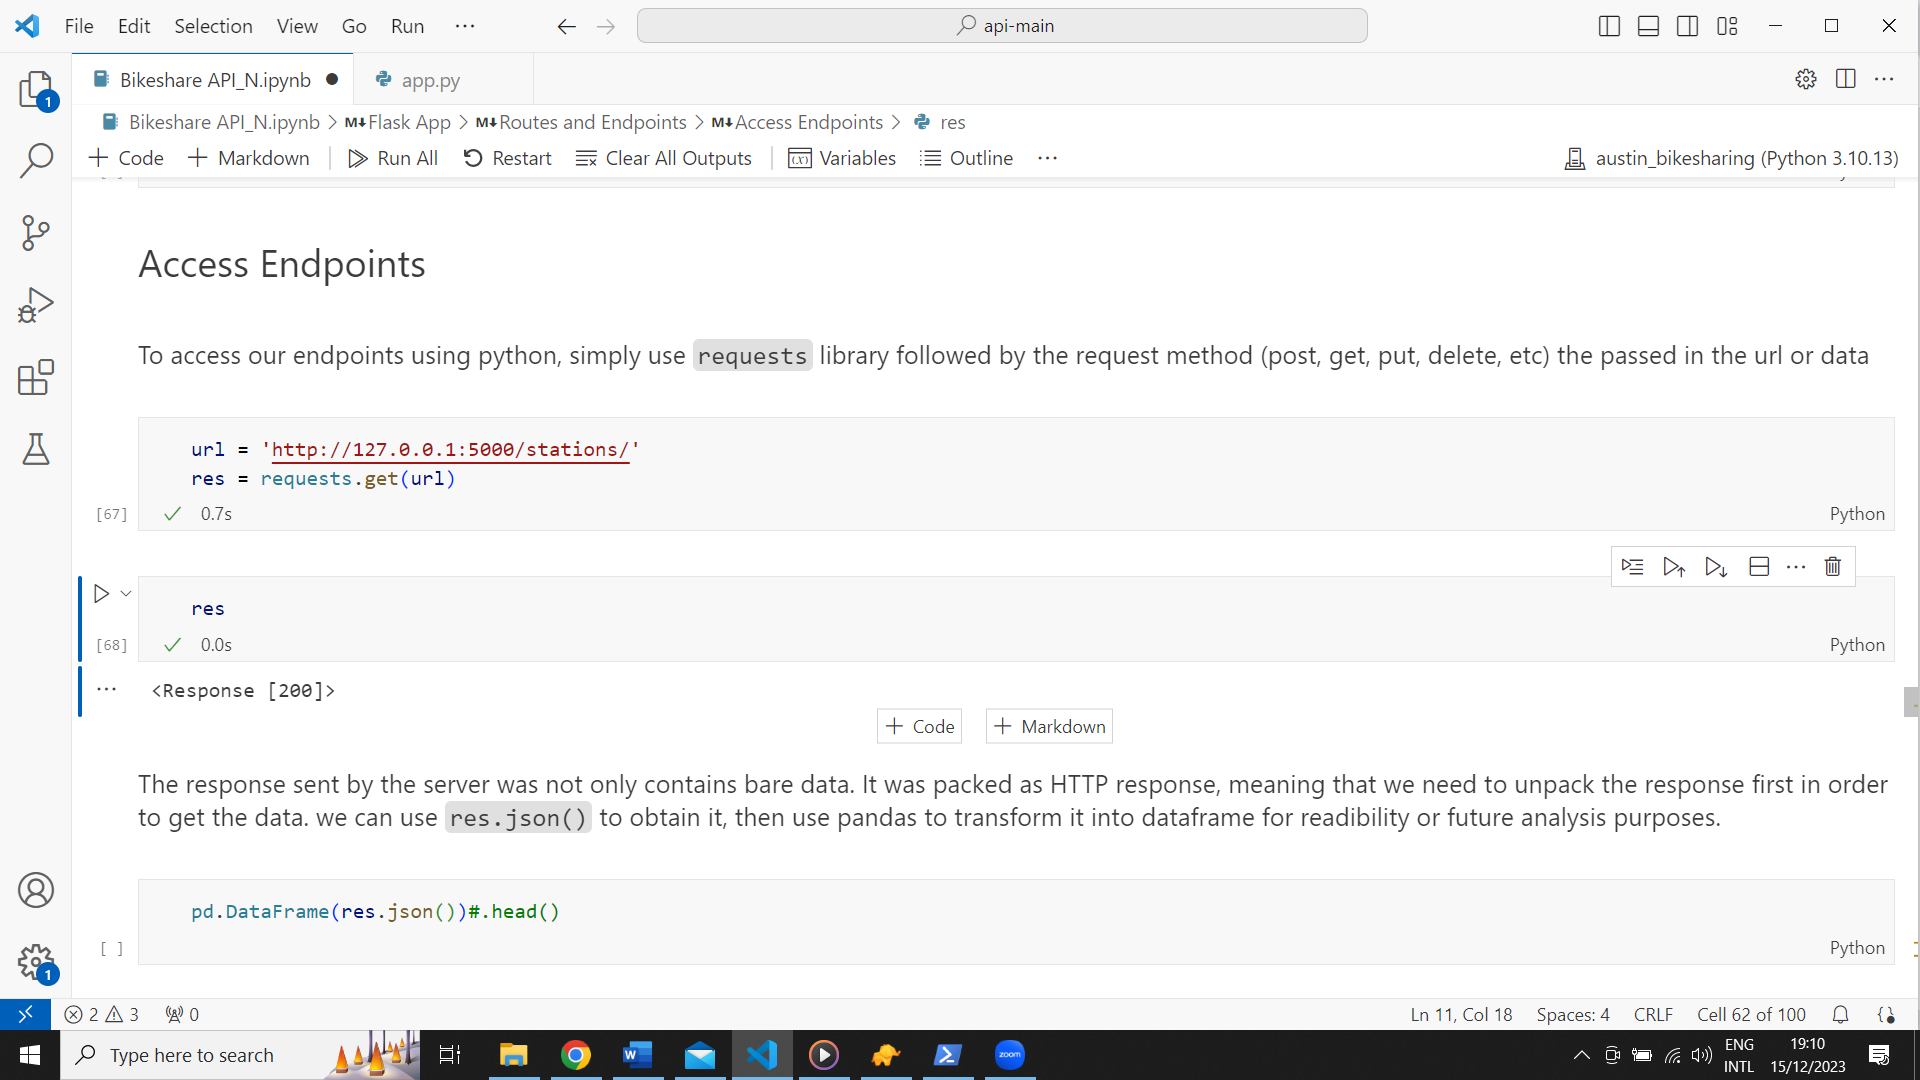 File Edit Selection View Go Run ··· api-main
Bikeshare API_N.ipynb app.py
Bikeshare API_N.ipynb > M↓Flask App > M↓Routes and Endpoints > M↓Access Endpoints > res
Code Markdown Run All Restart Clear All Outputs Variables Outline ··· austin_bikesharing (Python 3.10.13)
Access Endpoints
To access our endpoints using python, simply use requests library followed by the request method (post, get, put, delete, etc) the passed in the url or data
url = 'http://127.0.0.1:5000/stations/'
res = requests.get(url)
[67] 0.7s Python
res
[68] 0.0s Python
<Response [200]>
Code Markdown
The response sent by the server was not only contains bare data. It was packed as HTTP response, meaning that we need to unpack the response first in order
to get the data. we can use res.json() to obtain it, then use pandas to transform it into dataframe for readibility or future analysis purposes.
pd.DataFrame(res.json())#.head()
[ ] Python
1
1
2 3 0 Ln 11, Col 18 Spaces: 4 CRLF Cell 62 of 100
Type here to search zoom ENG INTL 19:10 15/12/2023